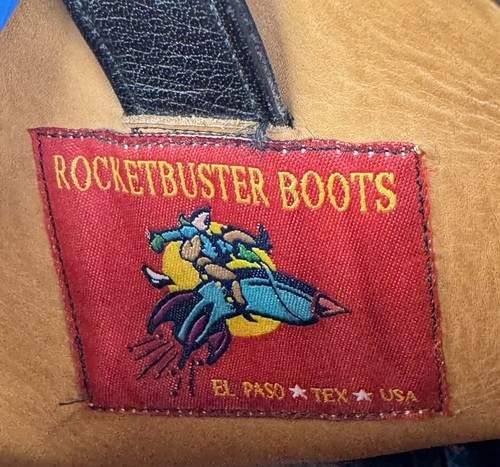 ROCKETBUSTER BOOTS
EL PASO ★ TEX ★ USA